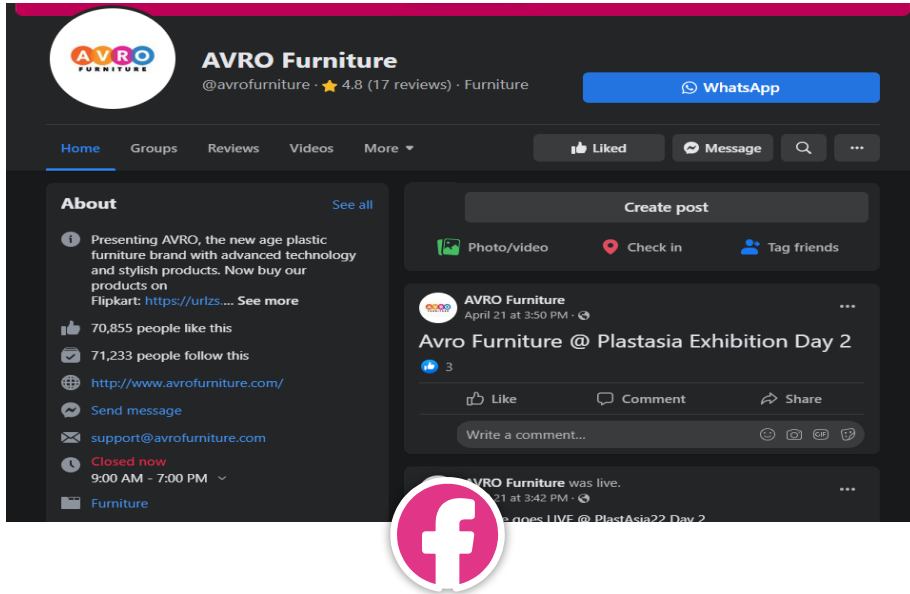 AVRO
FURNITURE
AVRO Furniture
@avrofurniture · 4.8 (17 reviews) · Furniture
WhatsApp
Home Groups Reviews Videos More
Liked Message
About See all
Presenting AVRO, the new age plastic
furniture brand with advanced technology
and stylish products. Now buy our
products on
Flipkart: https://urlzs.... See more
70,855 people like this
71,233 people follow this
http://www.avrofurniture.com/
Send message
support@avrofurniture.com
Closed now
9:00 AM - 7:00 PM
Furniture
Create post
Photo/video Check in Tag friends
AVRO
FURNITURE
AVRO Furniture
April 21 at 3:50 PM ·
Avro Furniture @ Plastasia Exhibition Day 2
3
Like Comment Share
Write a comment...
GIF
AVRO Furniture was live.
21 at 3:42 PM ·
goes LIVE @ PlastAsia22 Day 2